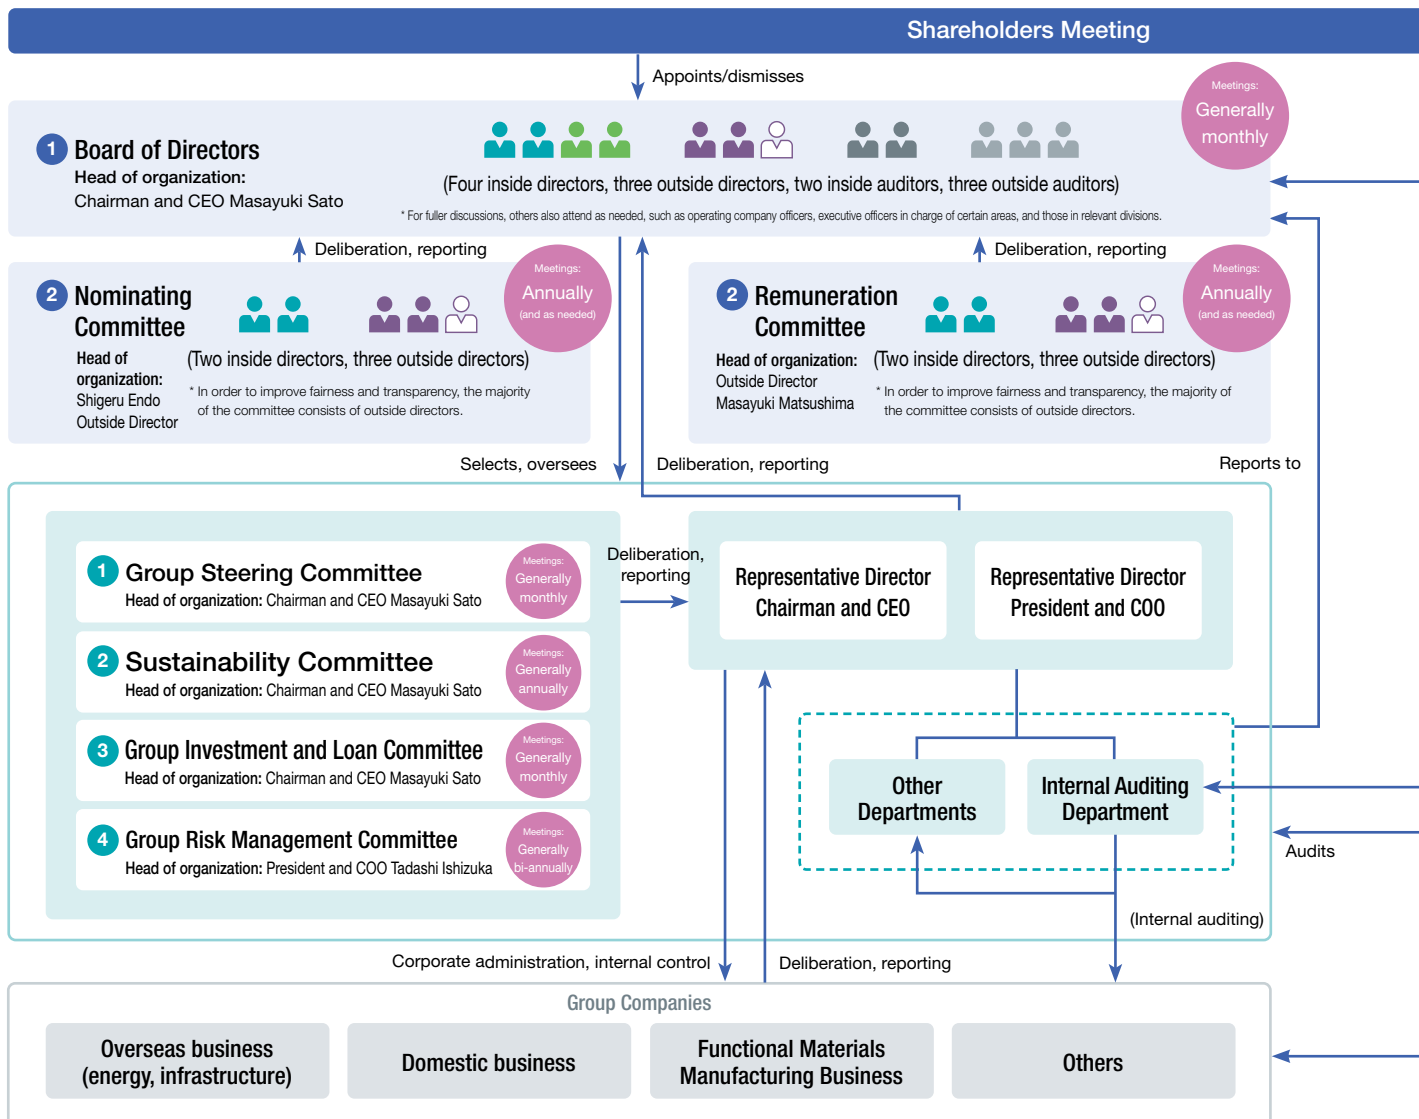 Shareholders Meeting
Appoints/dismisses
Meetings:
Generally
monthly
1 Board of Directors
Head of organization:
Chairman and CEO Masayuki Sato
(Four inside directors, three outside directors, two inside auditors, three outside auditors)
* For fuller discussions, others also attend as needed, such as operating company officers, executive officers in charge of certain areas, and those in relevant divisions.
Deliberation, reporting
Deliberation, reporting
2 Nominating
Committee
Head of
organization:
Shigeru Endo
Outside Director
(Two inside directors, three outside directors)
* In order to improve fairness and transparency, the majority
of the committee consists of outside directors.
Meetings:
Annually
(and as needed)
2 Remuneration
Committee
Head of organization:
Outside Director
Masayuki Matsushima
(Two inside directors, three outside directors)
* In order to improve fairness and transparency, the majority of
the committee consists of outside directors.
Meetings:
Annually
(and as needed)
Selects, oversees
Deliberation, reporting
Reports to
1 Group Steering Committee
Head of organization: Chairman and CEO Masayuki Sato
Meetings:
Generally
monthly
2 Sustainability Committee
Head of organization: Chairman and CEO Masayuki Sato
Meetings:
Generally
annually
3 Group Investment and Loan Committee
Head of organization: Chairman and CEO Masayuki Sato
Meetings:
Generally
monthly
4 Group Risk Management Committee
Head of organization: President and COO Tadashi Ishizuka
Meetings:
Generally
bi-annually
Deliberation,
reporting
Representative Director
Chairman and CEO
Representative Director
President and COO
Other
Departments
Internal Auditing
Department
Audits
(Internal auditing)
Corporate administration, internal control
Deliberation, reporting
Group Companies
Overseas business
(energy, infrastructure)
Domestic business
Functional Materials
Manufacturing Business
Others